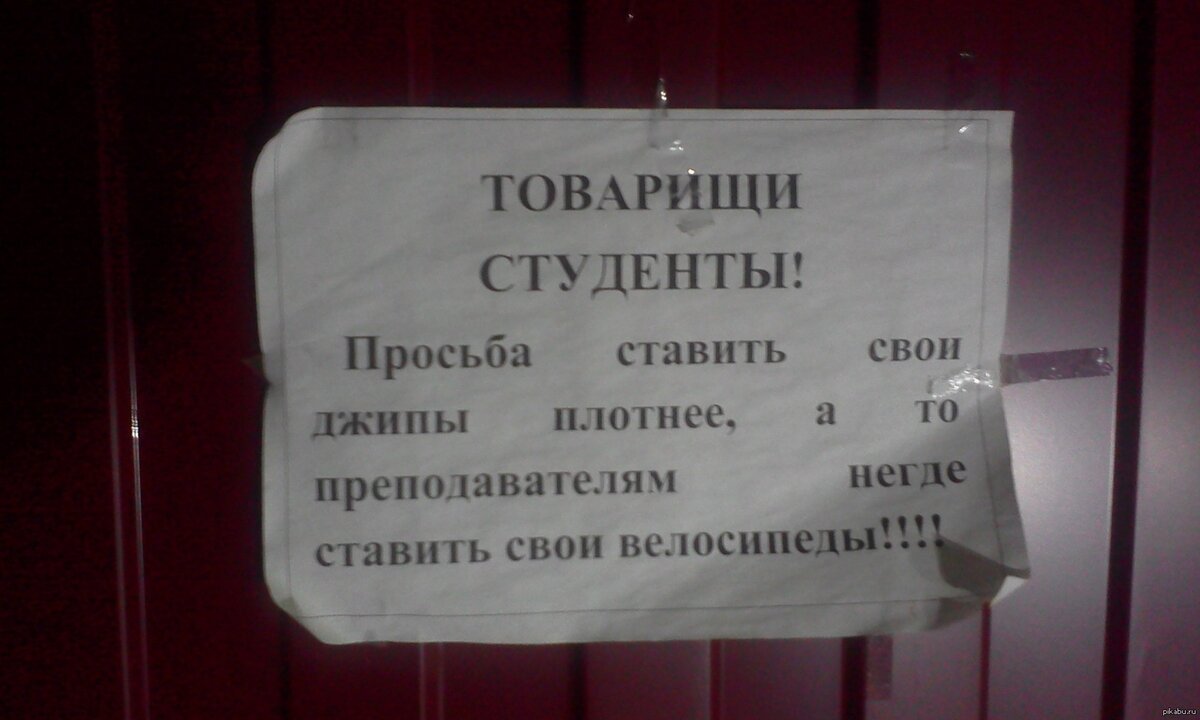 ТОВАРИЩИ
СТУДЕНТЫ!
Просьба ставить свои
джипы плотнее, а то
преподавателям негде
ставить свои велосипеды!!!!
pikabu.ru